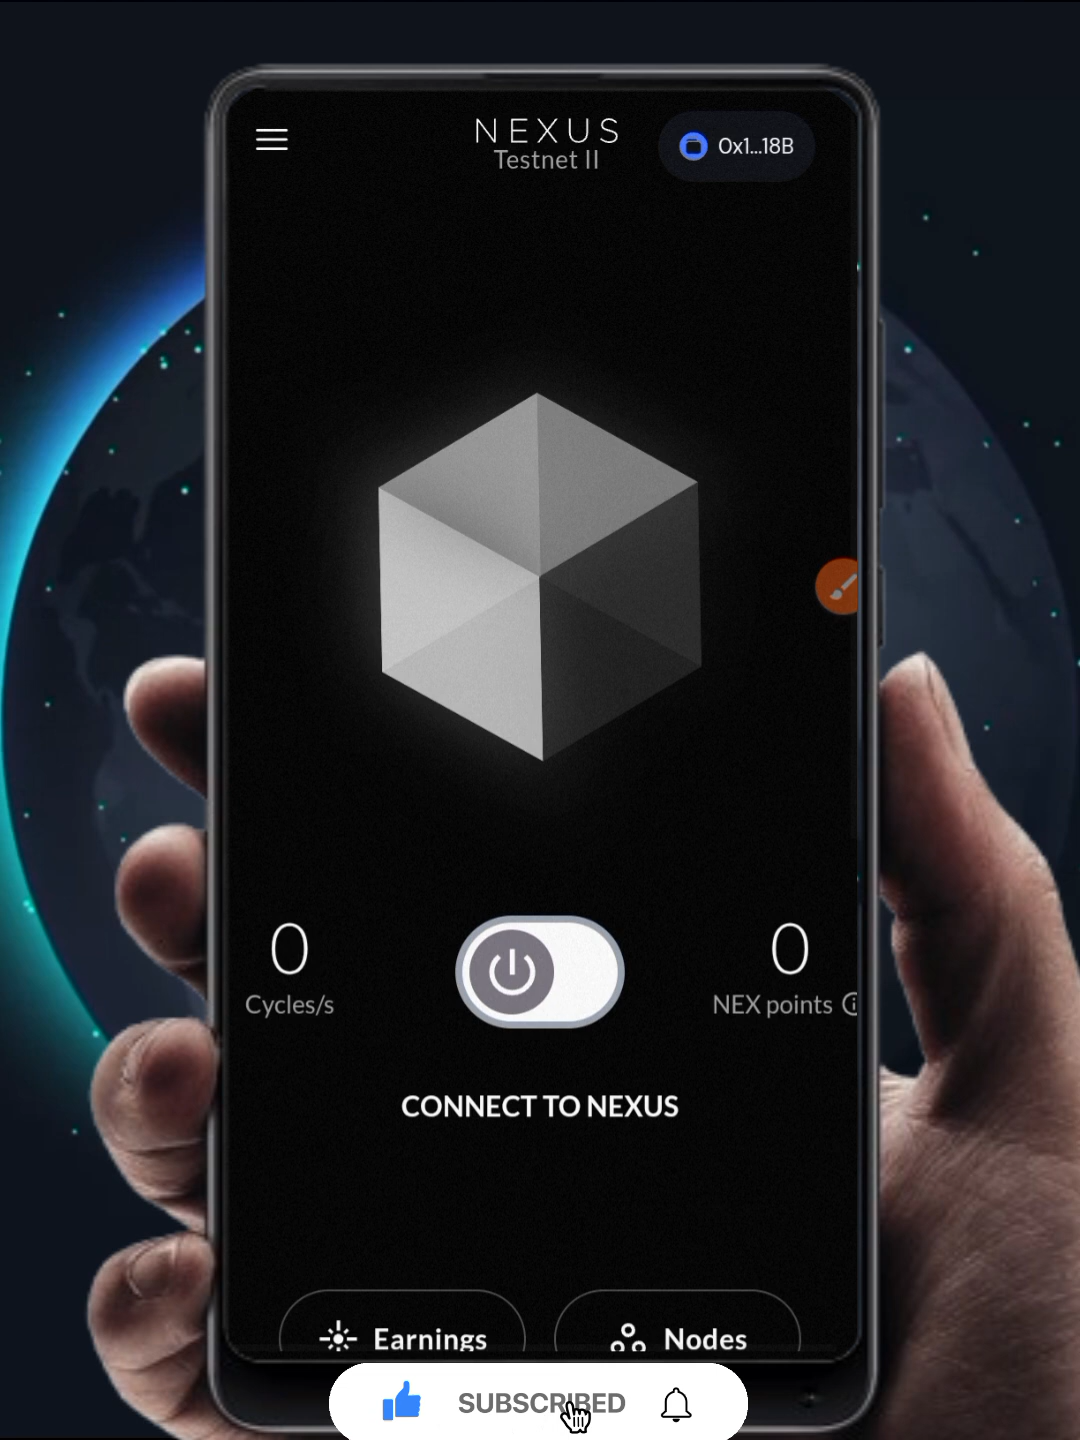 NEXUS
Testnet II
0x1...18B
0
Cycles/s
0
NEX points
CONNECT TO NEXUS
Earnings
Nodes
SUBSCRIBED